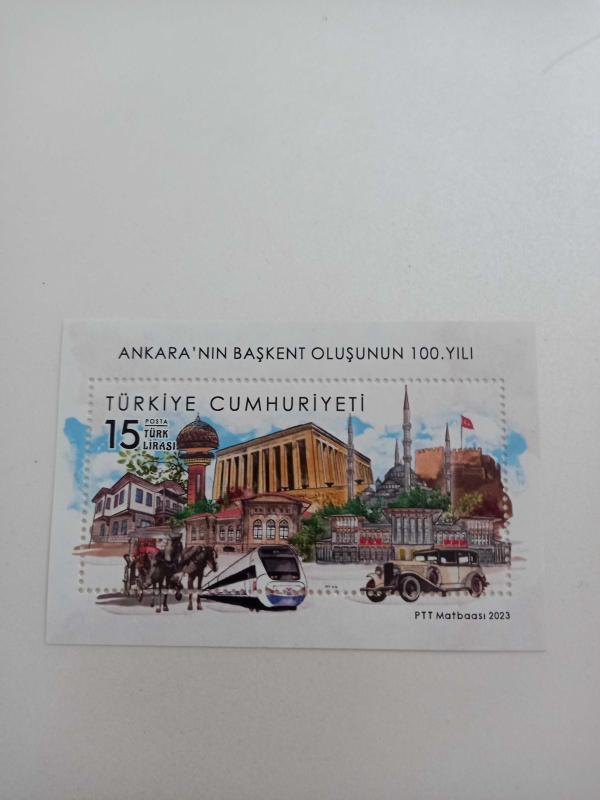 ANKARA'NIN BAŞKENT OLUŞUNUN 100.YILI
TÜRKİYE CUMHURİYETİ
15 POSTA
TÜRK
LİRASI
PTT Matbaası 2023